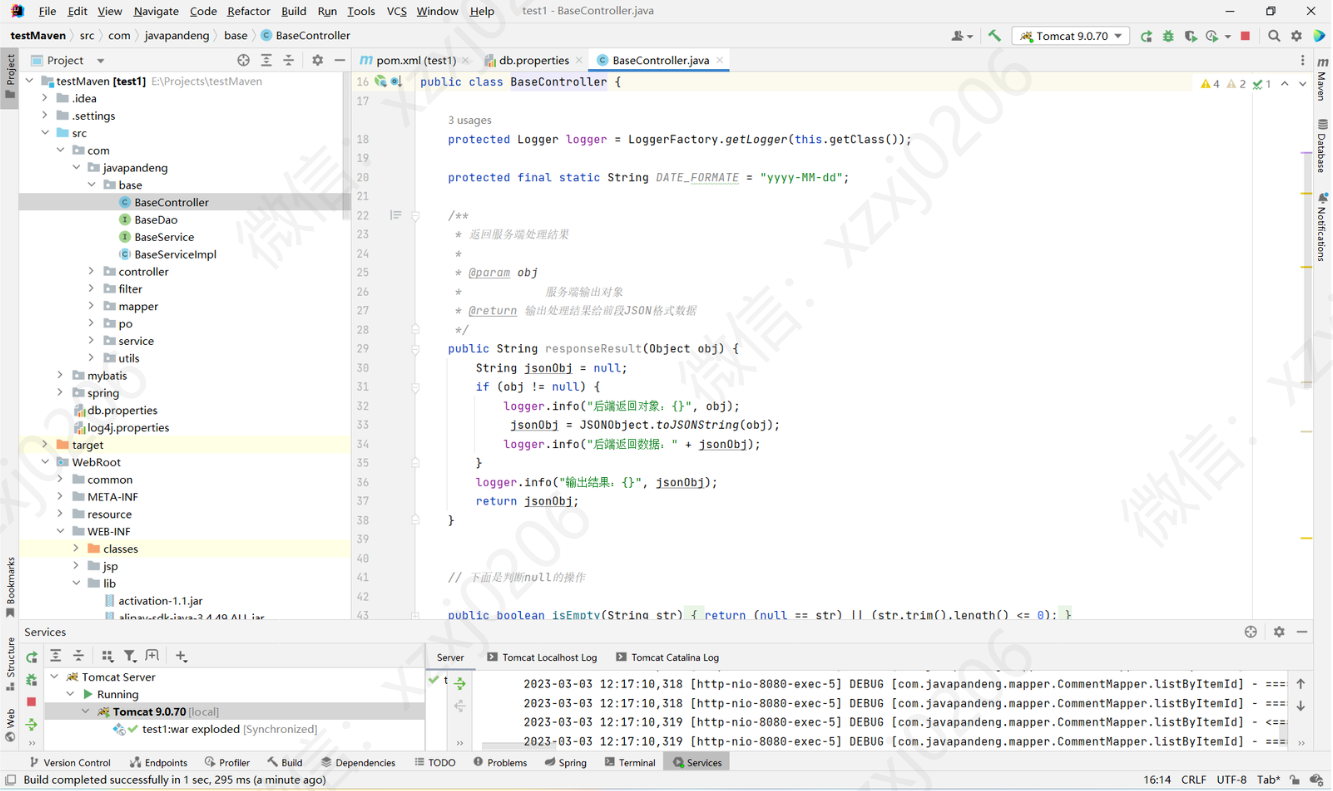 File Edit View Navigate Code Refactor Build Run Tools VCS Window Help test1 - BaseController.java
testMaven src com javapandeng base BaseController Tomcat 9.0.70
Project pom.xml (test1) db.properties BaseController.java
testMaven [test1] E:\Projects\testMaven
.idea
.settings
src
com
javapandeng
base
BaseController
BaseDao
BaseService
BaseServiceImpl
controller
filter
mapper
po
service
utils
mybatis
spring
db.properties
log4j.properties
target
WebRoot
common
META-INF
resource
WEB-INF
classes
jsp
lib
activation-1.1.jar
alipay-sdk-java-3.4.49.ALL.jar
16 public class BaseController {
4 2 1
17
3 usages
18 protected Logger logger = LoggerFactory.getLogger(this.getClass());
19
20 protected final static String DATE_FORMATE = "yyyy-MM-dd";
21
22 /**
23 * 返回服务端处理结果
24 *
25 * @param obj
26 * 服务端输出对象
27 * @return 输出处理结果给前段JSON格式数据
28 */
29 public String responseResult(Object obj) {
30 String jsonObj = null;
31 if (obj != null) {
32 logger.info("后端返回对象：{}", obj);
33 jsonObj = JSONObject.toJSONString(obj);
34 logger.info("后端返回数据：" + jsonObj);
35 }
36 logger.info("输出结果：{}", jsonObj);
37 return jsonObj;
38 }
39
40
41 // 下面是判断null的操作
42
43 public boolean isEmpty(String str) { return (null == str) || (str.trim().length() <= 0); }
Project
Bookmarks
Structure
Web
Maven
Database
Notifications
Services
Tomcat Server
Running
Tomcat 9.0.70 [local]
test1:war exploded [Synchronized]
Server Tomcat Localhost Log Tomcat Catalina Log
t
2023-03-03 12:17:10,318 [http-nio-8080-exec-5] DEBUG [com.javapandeng.mapper.CommentMapper.listByItemId] - ====
2023-03-03 12:17:10,318 [http-nio-8080-exec-5] DEBUG [com.javapandeng.mapper.CommentMapper.listByItemId] - ====
2023-03-03 12:17:10,319 [http-nio-8080-exec-5] DEBUG [com.javapandeng.mapper.CommentMapper.listByItemId] - <===
2023-03-03 12:17:10,319 [http-nio-8080-exec-5] DEBUG [com.javapandeng.mapper.CommentMapper.listByItemId] - ====
Version Control Endpoints Profiler Build Dependencies TODO Problems Spring Terminal Services
Build completed successfully in 1 sec, 295 ms (a minute ago) 16:14 CRLF UTF-8 Tab*
微信：xzxj0206
微信：xzxj0206